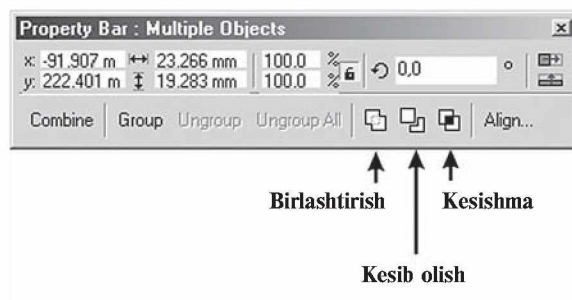 Property Bar : Multiple Objects
x: -91.907 m 23.266 mm 100.0 % 0,0 °
y: 222.401 m 19.283 mm 100.0 %
Combine Group Ungroup Ungroup All Align...
Birlashtirish Kesishma
Kesib olish